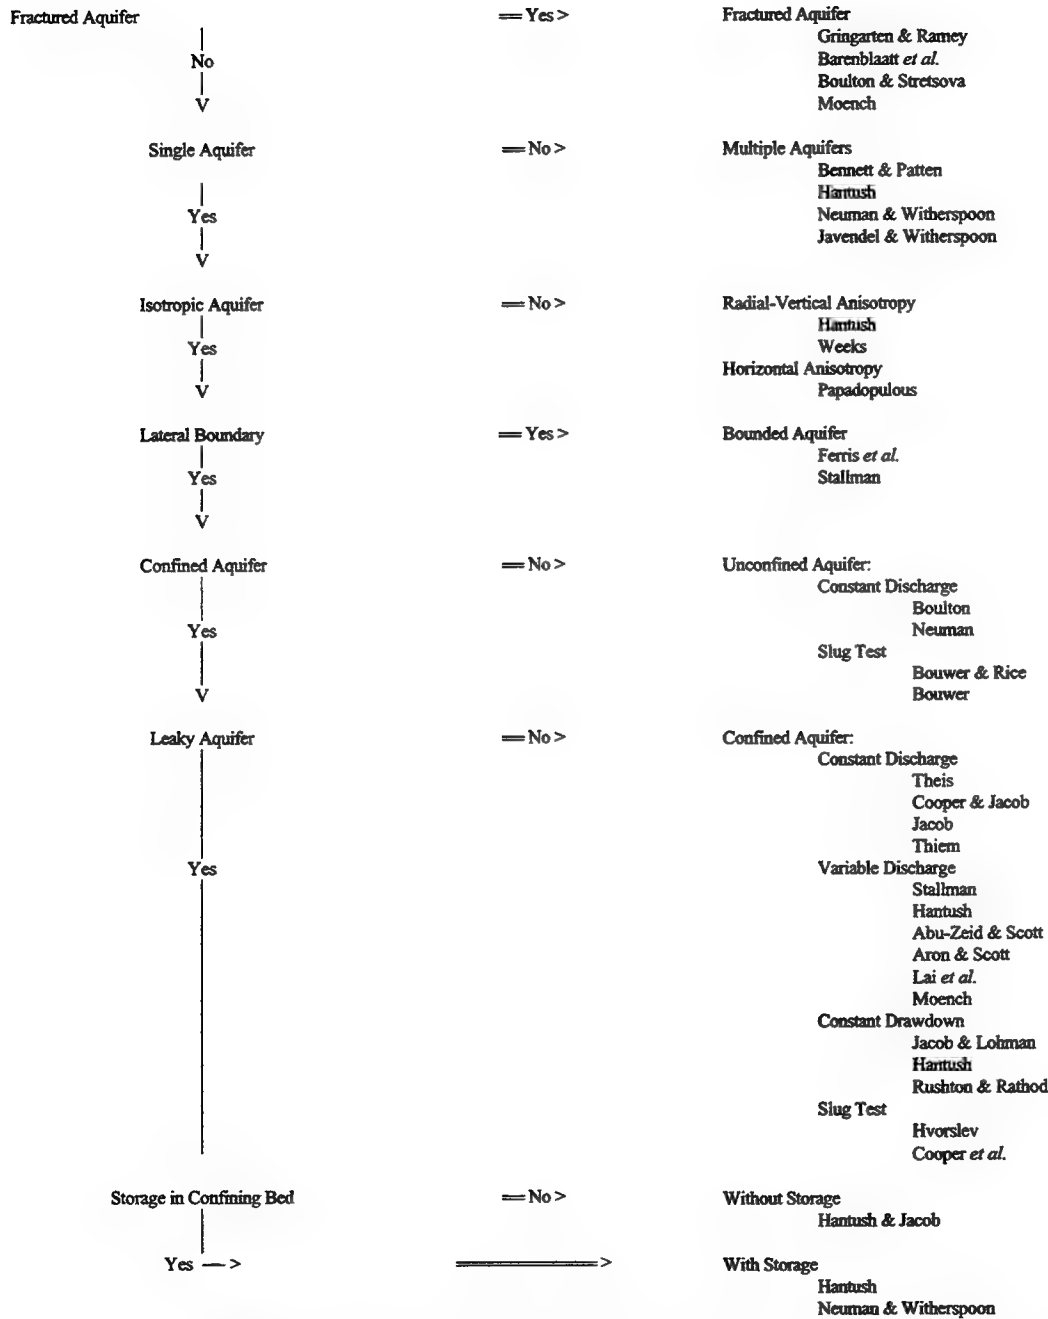 Fractured Aquifer == Yes > Fractured Aquifer
Gringarten & Ramey
No Barenblaatt et al.
Boulton & Stretsova
V Moench
Single Aquifer == No > Multiple Aquifers
Bennett & Patten
Hantush
Yes Neuman & Witherspoon
Javendel & Witherspoon
V
Isotropic Aquifer == No > Radial-Vertical Anisotropy
Hantush
Yes Weeks
Horizontal Anisotropy
V Papadopulous
Lateral Boundary == Yes > Bounded Aquifer
Ferris et al.
Yes Stallman
V
Confined Aquifer == No > Unconfined Aquifer:
Constant Discharge
Boulton
Yes Neuman
Slug Test
Bouwer & Rice
V Bouwer
Leaky Aquifer == No > Confined Aquifer:
Constant Discharge
Theis
Cooper & Jacob
Jacob
Thiem
Yes Variable Discharge
Stallman
Hantush
Abu-Zeid & Scott
Aron & Scott
Lai et al.
Moench
Constant Drawdown
Jacob & Lohman
Hantush
Rushton & Rathod
Slug Test
Hvorslev
Cooper et al.
Storage in Confining Bed == No > Without Storage
Hantush & Jacob
Yes — > ======> With Storage
Hantush
Neuman & Witherspoon